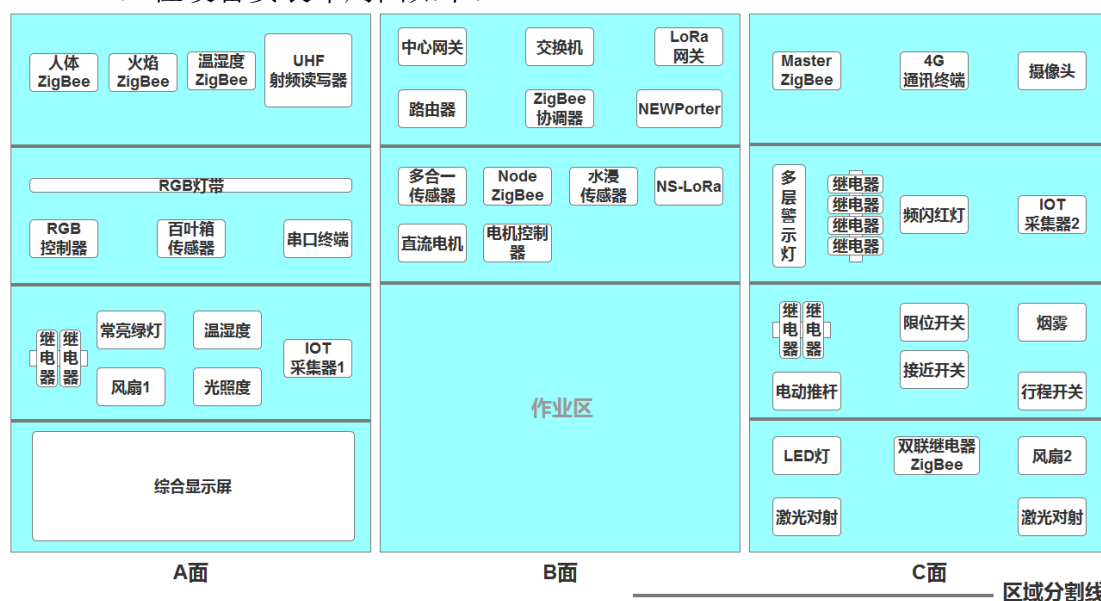 人体
ZigBee
火焰
ZigBee
温湿度
ZigBee
UHF
射频读写器
RGB灯带
RGB
控制器
百叶箱
传感器
串口终端
继电器
继电器
常亮绿灯
温湿度
风扇1
光照度
IOT
采集器1
综合显示屏
A面
中心网关
交换机
LoRa
网关
路由器
ZigBee
协调器
NEWPorter
多合一
传感器
Node
ZigBee
水浸
传感器
NS-LoRa
直流电机
电机控制
器
作业区
B面
Master
ZigBee
4G
通讯终端
摄像头
多层警示灯
继电器
继电器
继电器
继电器
频闪红灯
IOT
采集器2
继电器
继电器
限位开关
烟雾
接近开关
电动推杆
行程开关
LED灯
双联继电器
ZigBee
风扇2
激光对射
激光对射
C面
区域分割线